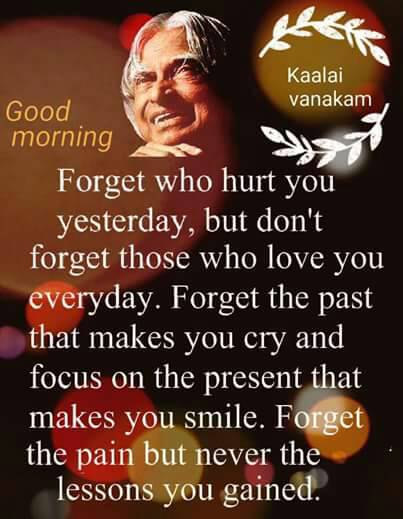 Good
morning
Kaalai
vanakam
Forget who hurt you
yesterday, but don't
forget those who love you
everyday. Forget the past
that makes you cry and
focus on the present that
makes you smile. Forget
the pain but never the
lessons you gained.